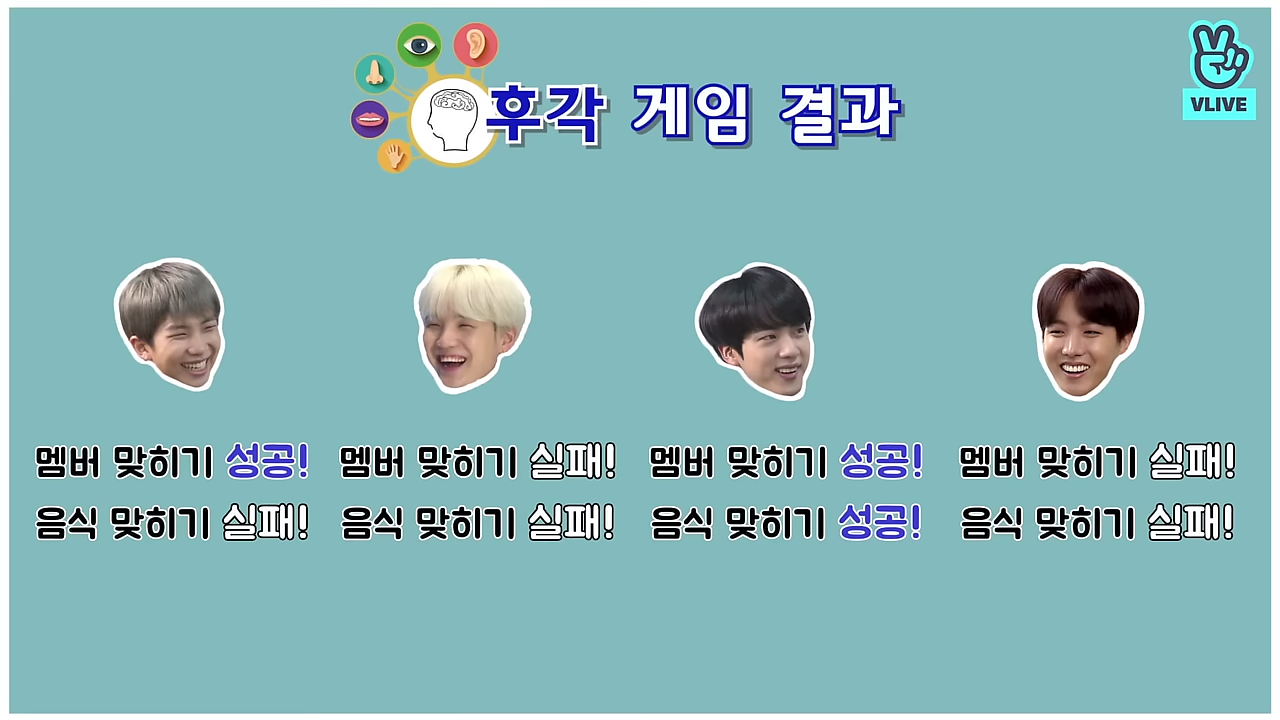 후각 게임 결과
VLIVE
멤버 맞히기 성공!
음식 맞히기 실패!
멤버 맞히기 실패!
음식 맞히기 실패!
멤버 맞히기 성공!
음식 맞히기 성공!
멤버 맞히기 실패!
음식 맞히기 실패!